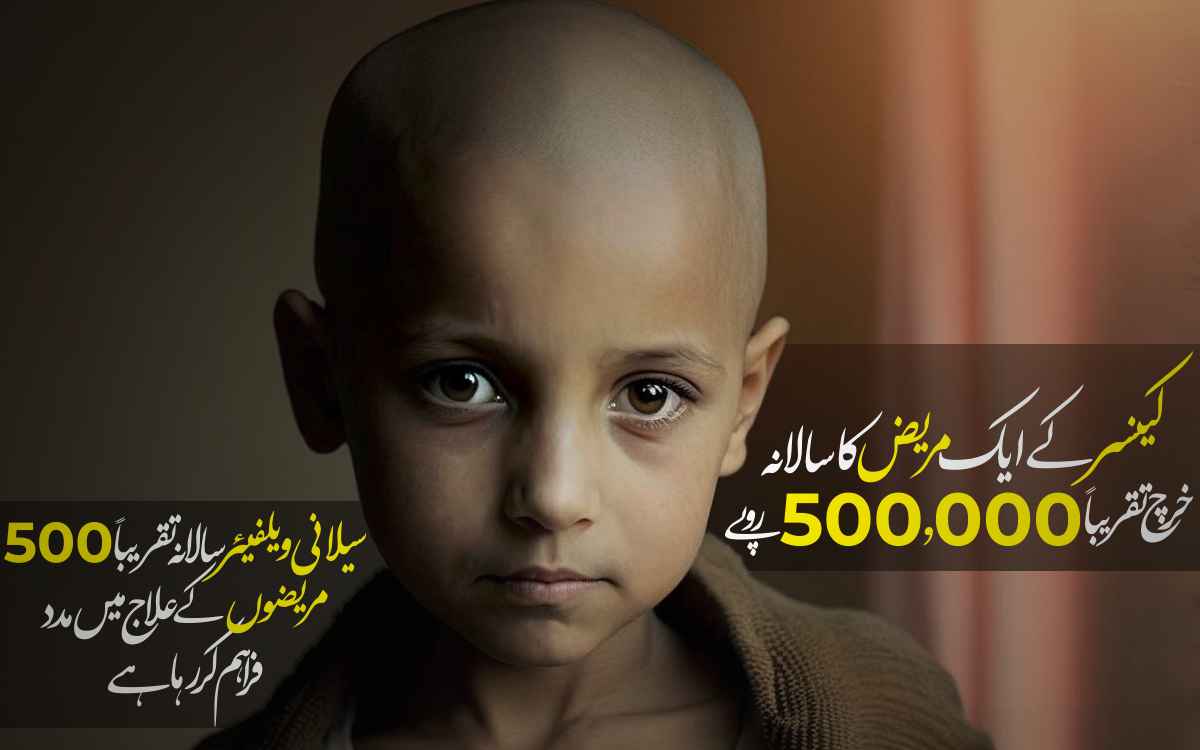 کینسر کے ایک مریض کا سالانہ
خرچ تقریباً 500,000 روپے
سیلانی ویلفیئر سالانہ تقریباً 500
مریضوں کے علاج میں مدد
فراہم کر رہا ہے